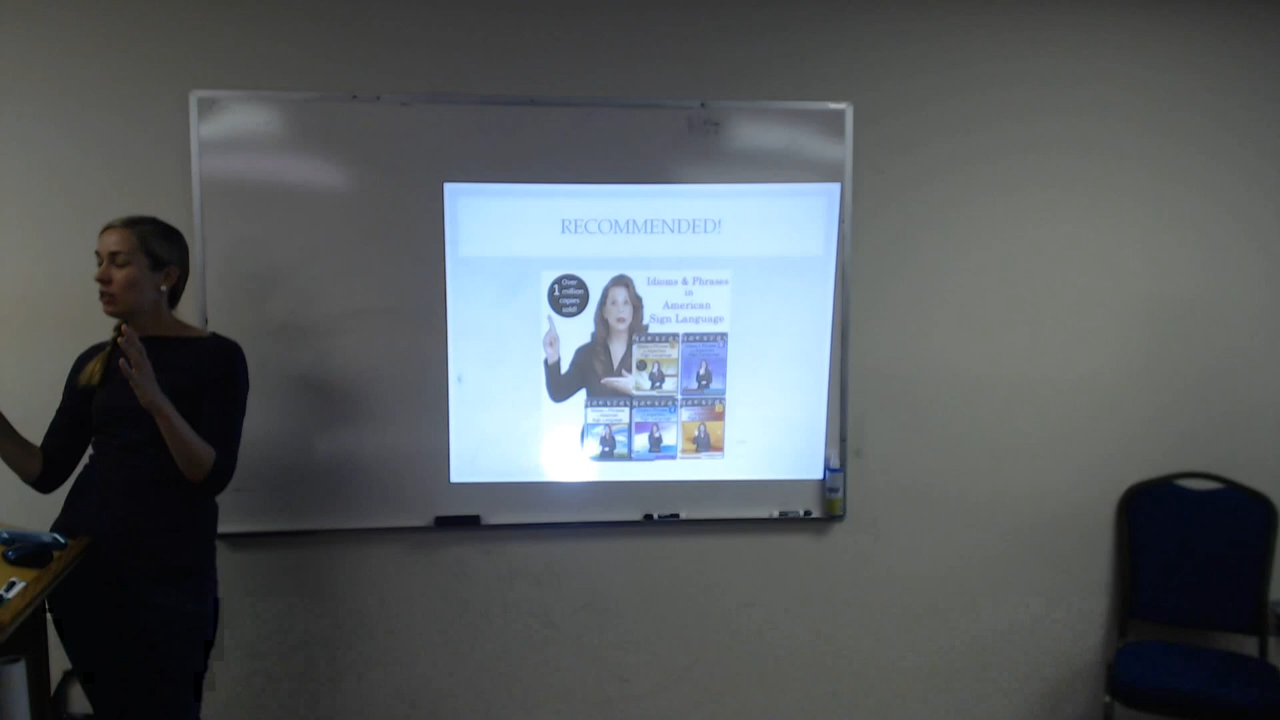 RECOMMENDED!
Over
1 million
copies
sold!
Idioms & Phrases
in
American
Sign Language